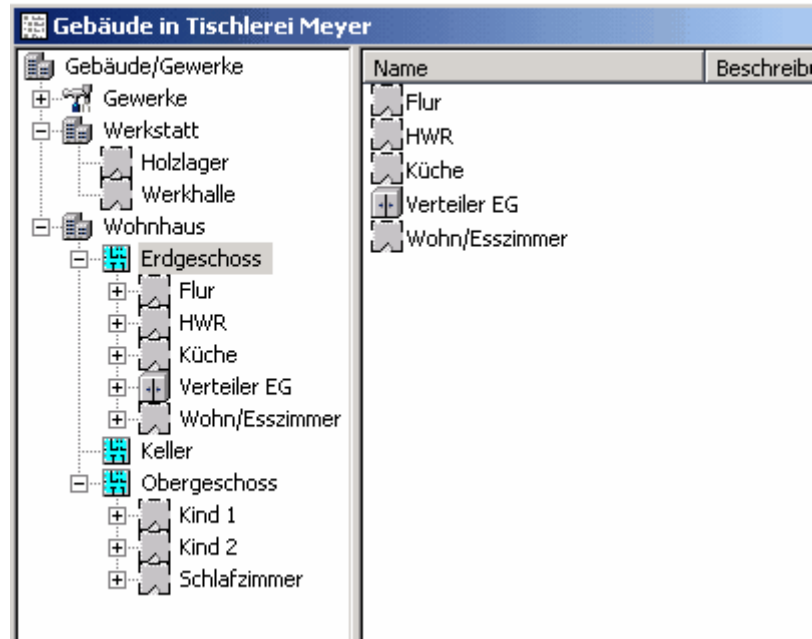 Gebäude in Tischlerei Meyer
Gebäude/Gewerke
Gewerke
Werkstatt
Holzlager
Werkhalle
Wohnhaus
Erdgeschoss
Flur
HWR
Küche
Verteiler EG
Wohn/Esszimmer
Keller
Obergeschoss
Kind 1
Kind 2
Schlafzimmer
Name Beschreibu
Flur
HWR
Küche
Verteiler EG
Wohn/Esszimmer